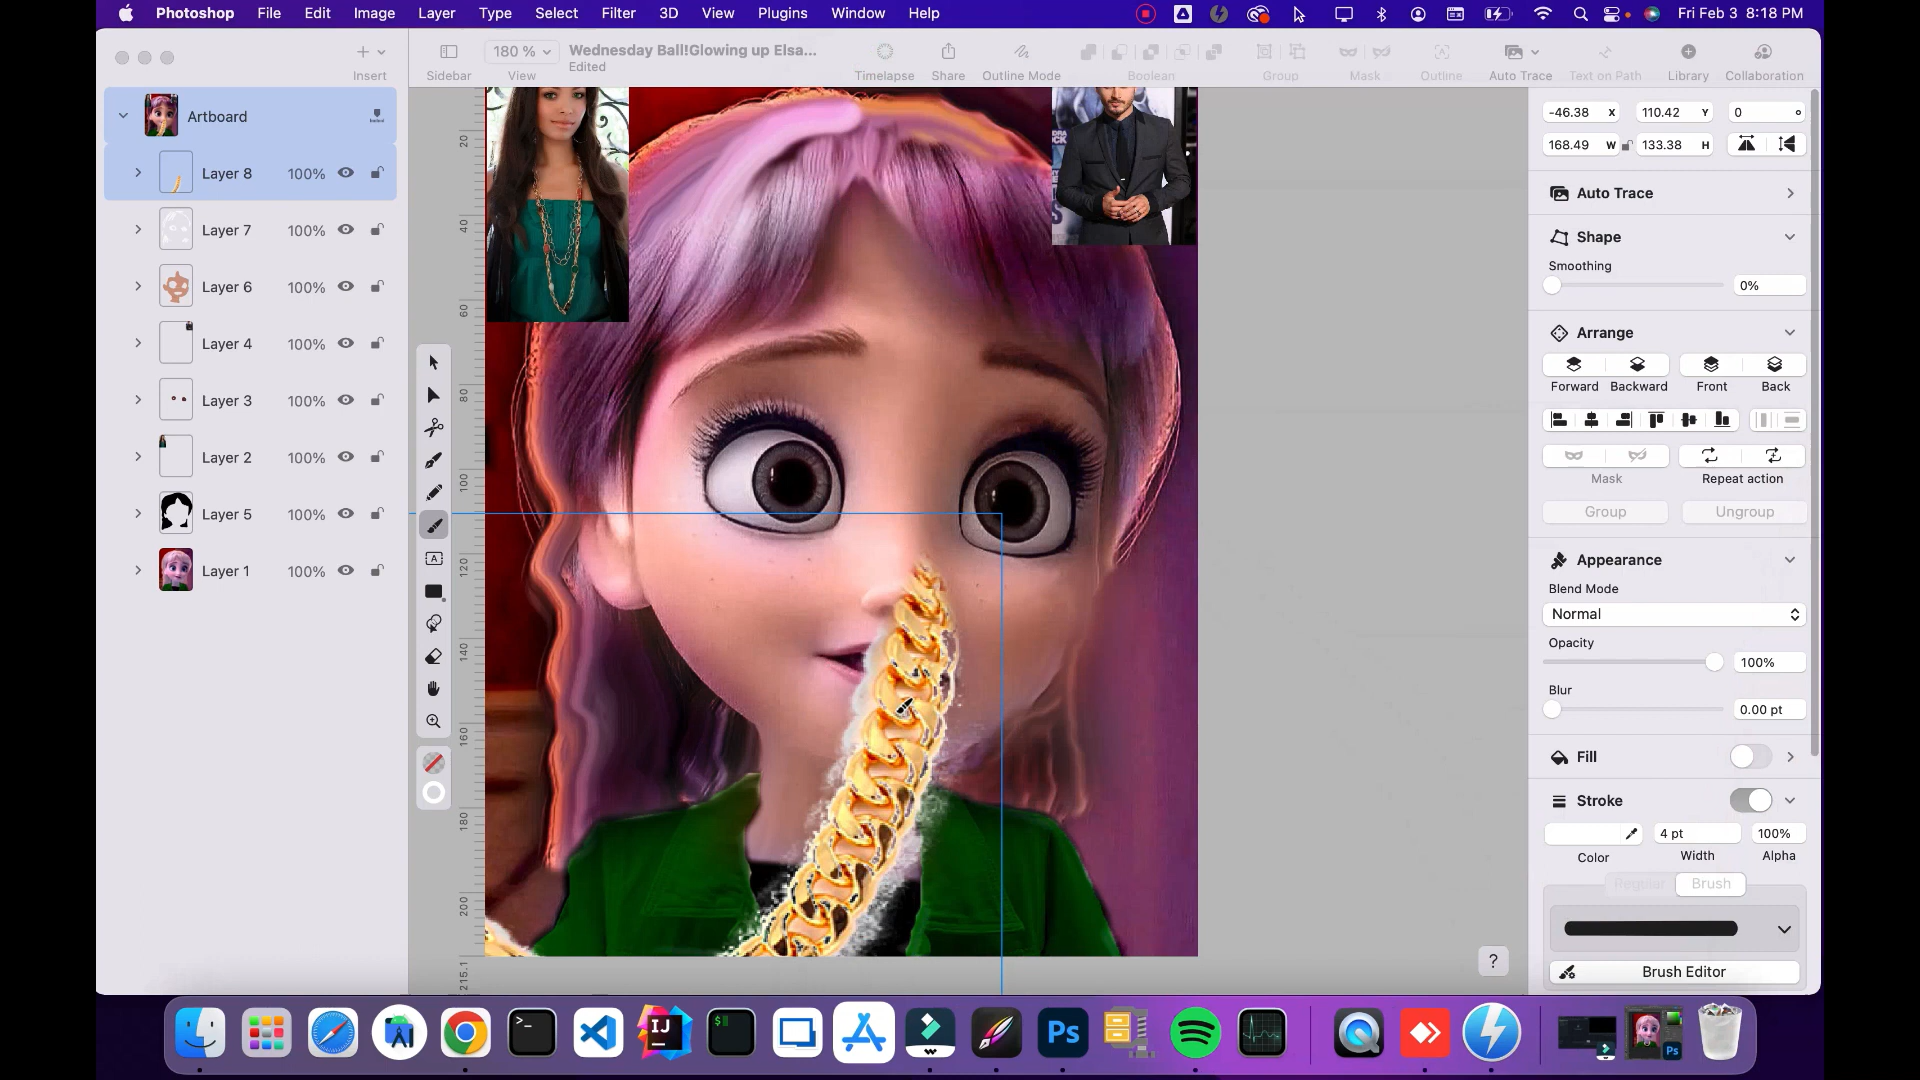 Photoshop File Edit Image Layer Type Select Filter 3D View Plugins Window Help Fri Feb 3 8:18 PM
Insert
180 % View Sidebar
Wednesday Ball!Glowing up Elsa...
Edited
Timelapse Share Outline Mode Boolean Group Mask Outline Auto Trace Text on Path Library Collaboration
Artboard
Layer 8 100%
Layer 7 100%
Layer 6 100%
Layer 4 100%
Layer 3 100%
Layer 2 100%
Layer 5 100%
Layer 1 100%
20
40
60
80
100
120
140
160
180
200
215.1
A
-46.38 X 110.42 Y 0 °
168.49 W 133.38 H
Auto Trace
Shape
Smoothing
0%
Arrange
Forward Backward Front Back
Mask Repeat action
Group Ungroup
Appearance
Blend Mode
Normal
Opacity
100%
Blur
0.00 pt
Fill
Stroke
4 pt 100%
Color Width Alpha
Regular Brush
Brush Editor
?
>_ IJ $ Ps
Ps